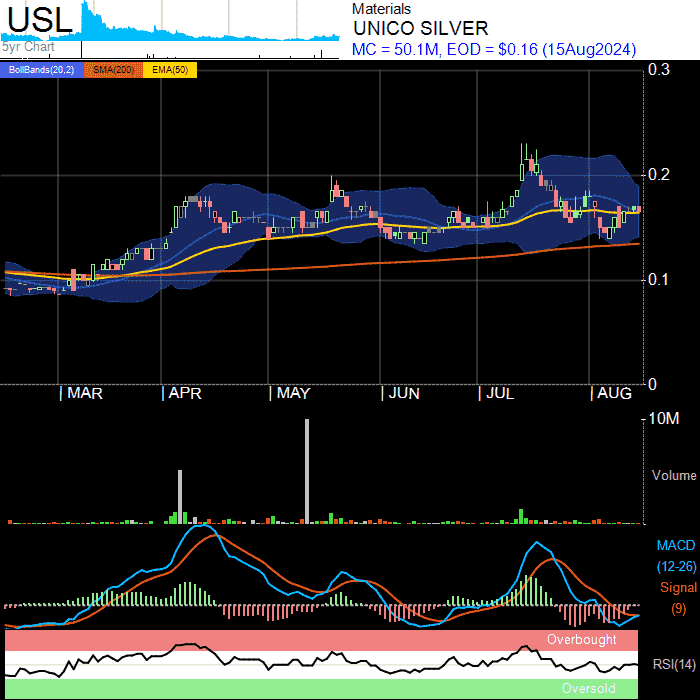 USL
5yr Chart
Materials
UNICO SILVER
MC = 50.1M, EOD = $0.16 (15Aug2024)
BollBands(20,2) SMA(200) EMA(50)
0.3
0.2
0.1
0
MAR APR MAY JUN JUL AUG
10M
Volume
MACD
(12-26)
Signal
(9)
Overbought
RSI(14)
Oversold